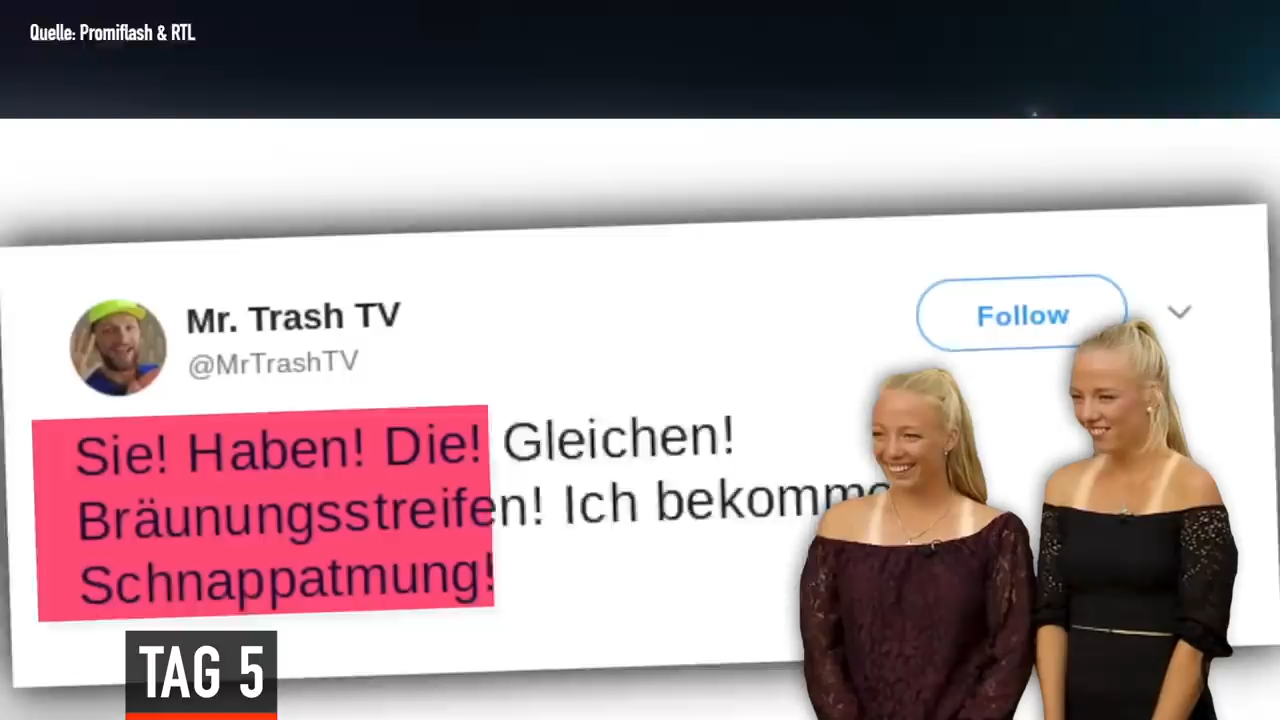 Quelle: Promiflash & RTL
Mr. Trash TV
@MrTrashTV
Follow
Sie! Haben! Die! Gleichen!
Bräunungsstreifen! Ich bekomme
Schnappatmung!
TAG 5